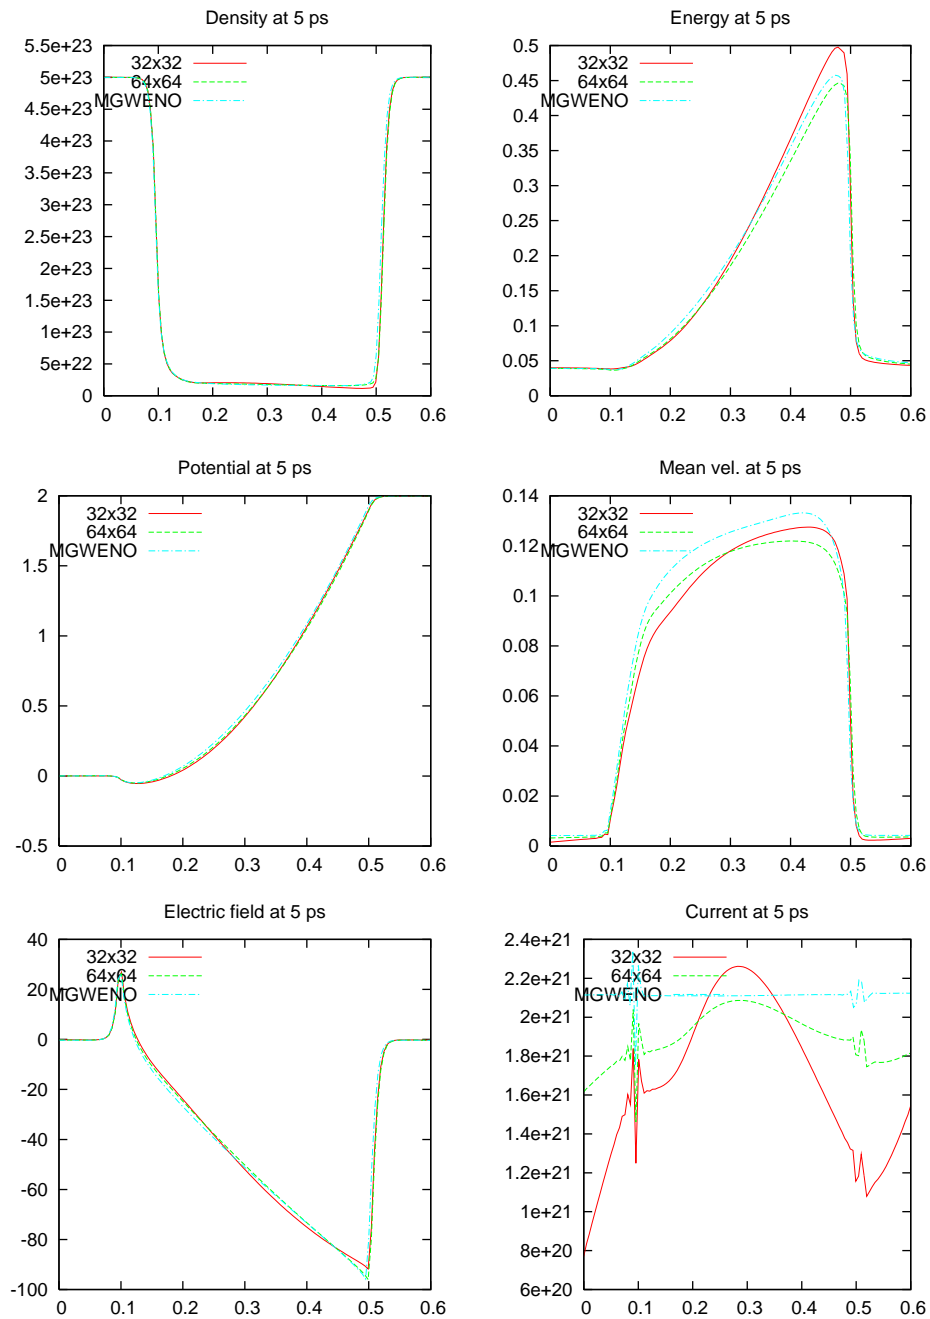 Density at 5 ps
5.5e+23
5e+23
4.5e+23
4e+23
3.5e+23
3e+23
2.5e+23
2e+23
1.5e+23
1e+23
5e+22
0
0 0.1 0.2 0.3 0.4 0.5 0.6
32x32
64x64
MGWENO
Energy at 5 ps
0.5
0.45
0.4
0.35
0.3
0.25
0.2
0.15
0.1
0.05
0
0 0.1 0.2 0.3 0.4 0.5 0.6
32x32
64x64
MGWENO
Potential at 5 ps
2
1.5
1
0.5
0
-0.5
0 0.1 0.2 0.3 0.4 0.5 0.6
32x32
64x64
MGWENO
Mean vel. at 5 ps
0.14
0.12
0.1
0.08
0.06
0.04
0.02
0
0 0.1 0.2 0.3 0.4 0.5 0.6
32x32
64x64
MGWENO
Electric field at 5 ps
40
20
0
-20
-40
-60
-80
-100
0 0.1 0.2 0.3 0.4 0.5 0.6
32x32
64x64
MGWENO
Current at 5 ps
2.4e+21
2.2e+21
2e+21
1.8e+21
1.6e+21
1.4e+21
1.2e+21
1e+21
8e+20
6e+20
0 0.1 0.2 0.3 0.4 0.5 0.6
32x32
64x64
MGWENO